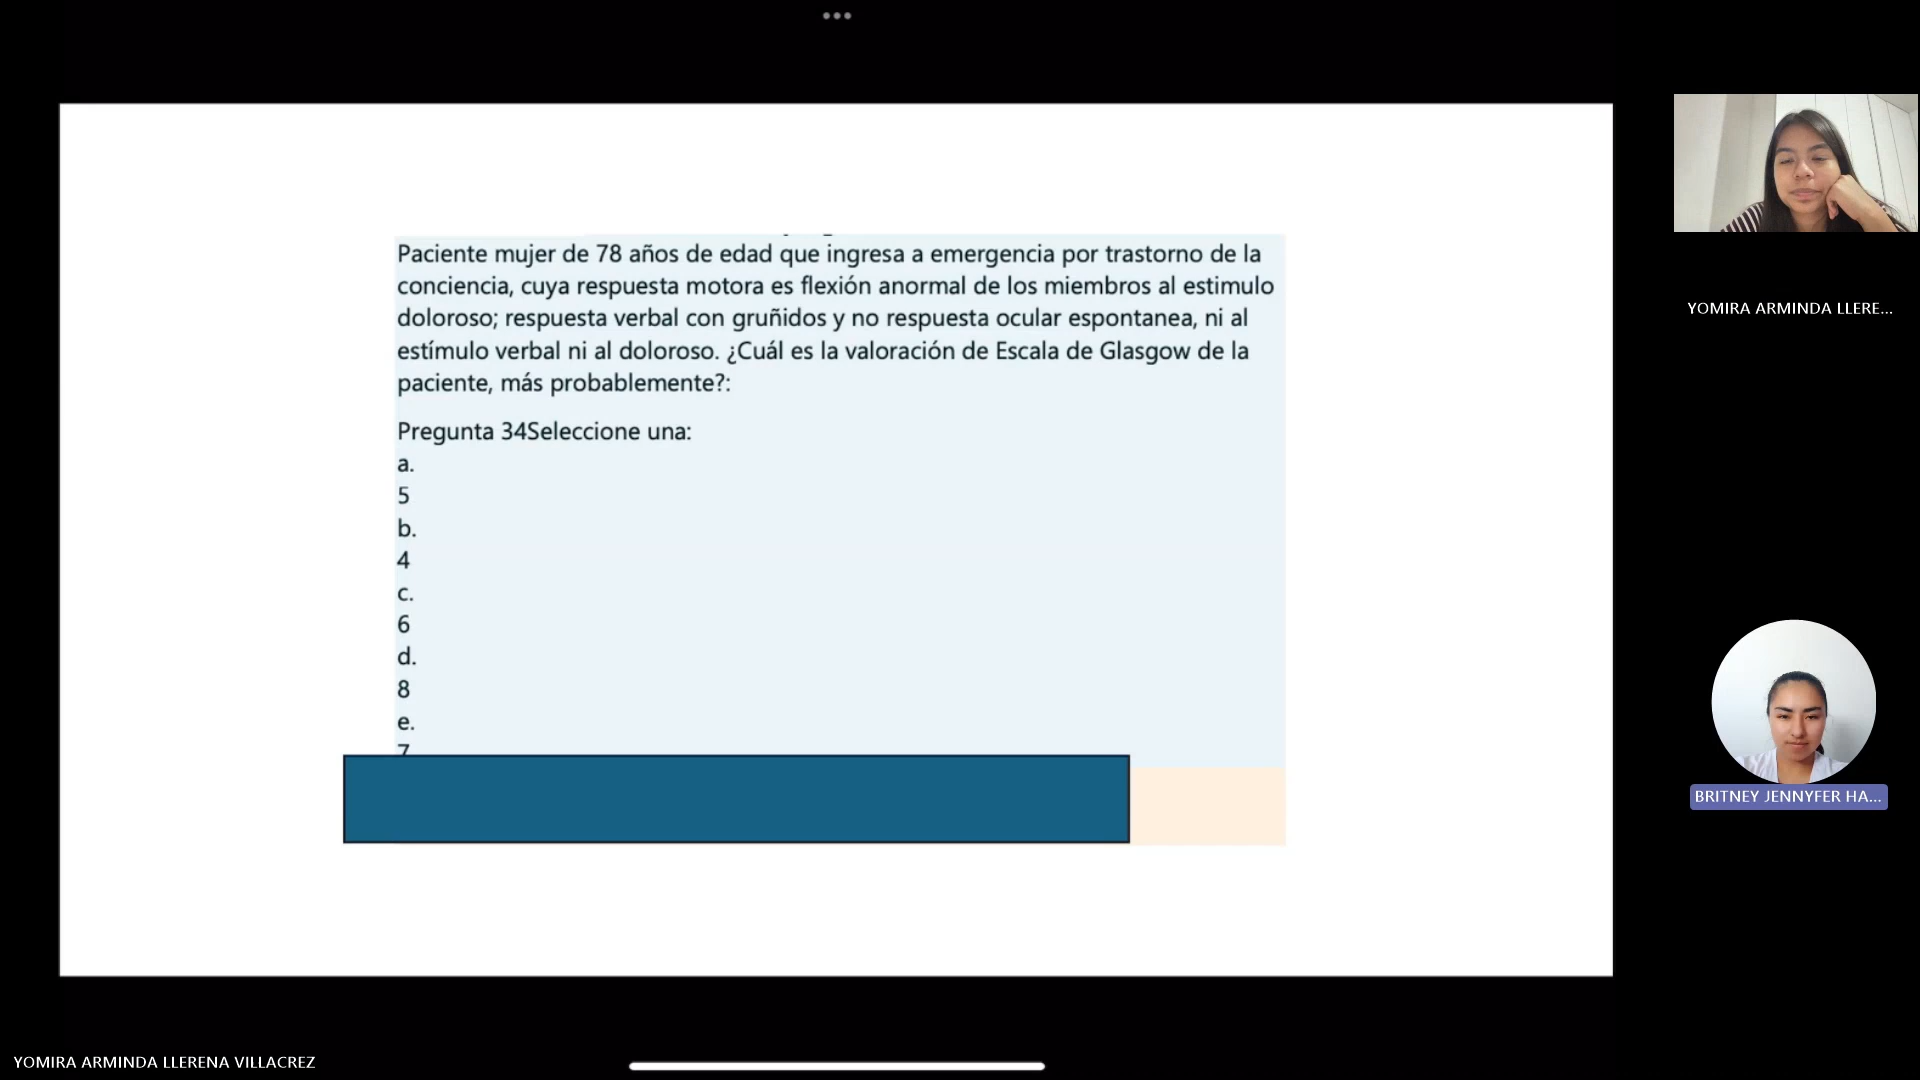 Paciente mujer de 78 años de edad que ingresa a emergencia por trastorno de la
conciencia, cuya respuesta motora es flexión anormal de los miembros al estimulo
doloroso; respuesta verbal con gruñidos y no respuesta ocular espontanea, ni al
estímulo verbal ni al doloroso. ¿Cuál es la valoración de Escala de Glasgow de la
paciente, más probablemente?:
Pregunta 34Seleccione una:
a.
5
b.
4
c.
6
d.
8
e.
7
YOMIRA ARMINDA LLERE...
BRITNEY JENNYFER HA...
YOMIRA ARMINDA LLERENA VILLACREZ